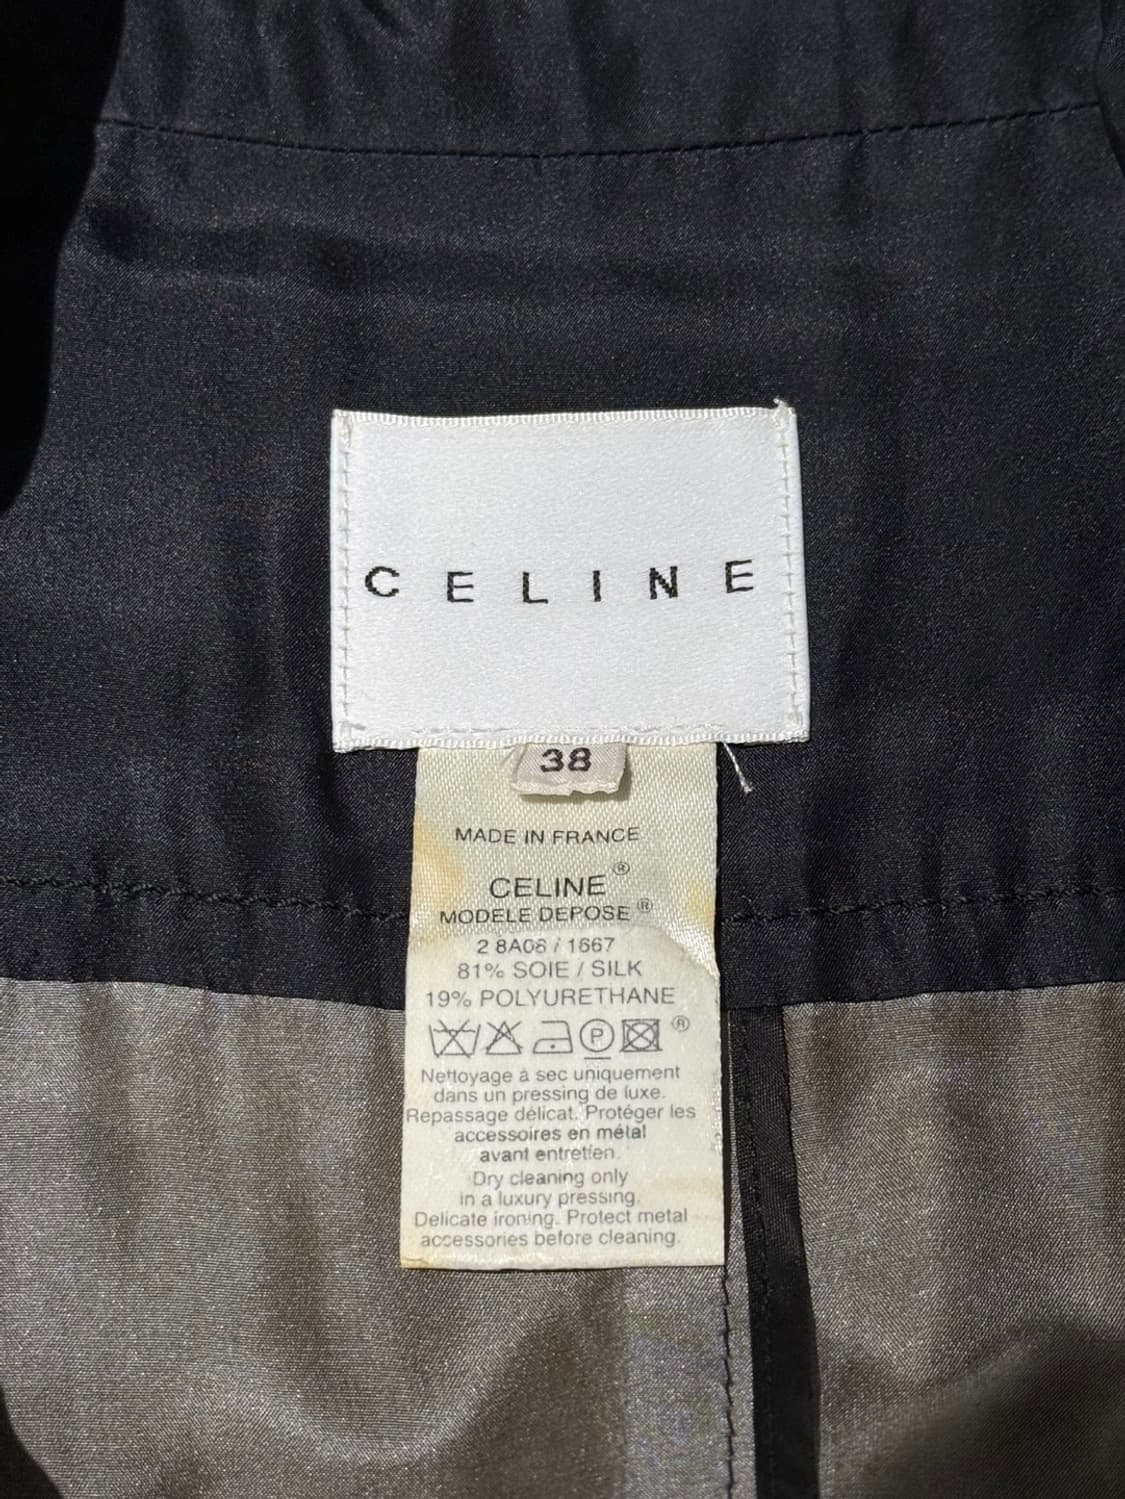 CELINE
38
MADE IN FRANCE
CELINE®
MODELE DEPOSE®
2 8A06 / 1667
81% SOIE / SILK
19% POLYURETHANE
P ®
Nettoyage à sec uniquement
dans un pressing de luxe.
Repassage délicat. Protéger les
accessoires en métal
avant entretien.
Dry cleaning only
in a luxury pressing.
Delicate ironing. Protect metal
accessories before cleaning.